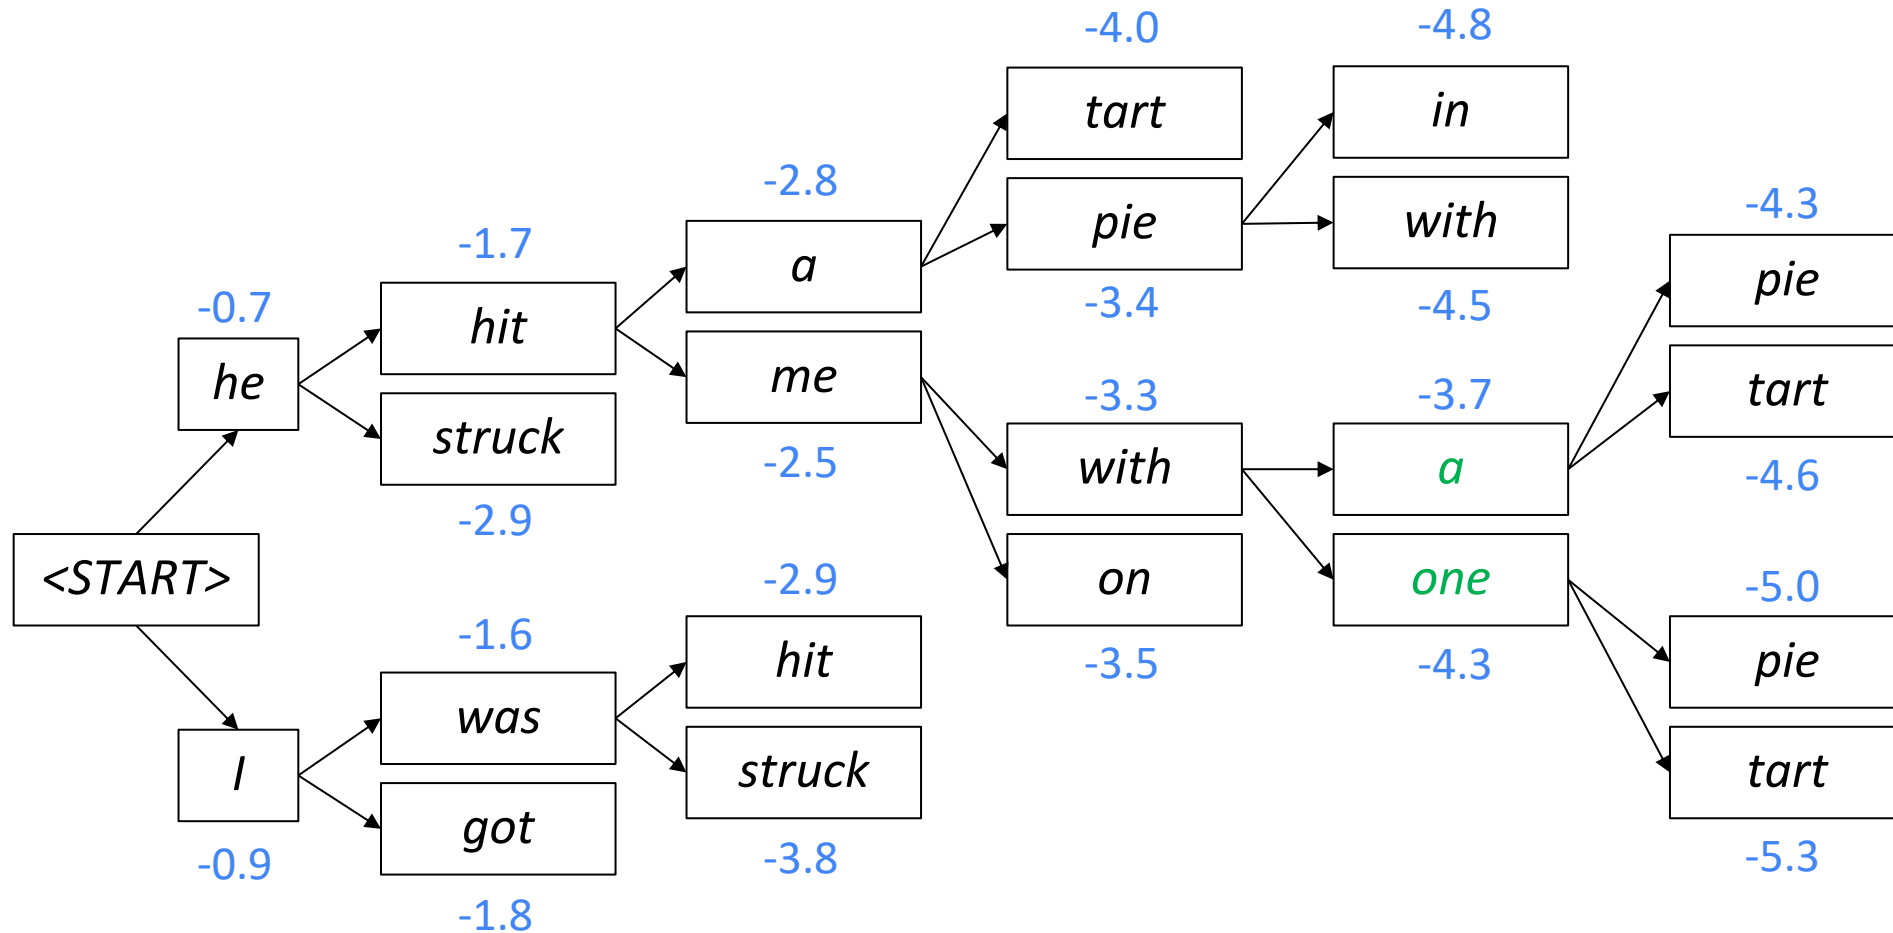 -4.0
-4.8
tart
in
-2.8
pie
with
-4.3
-1.7
a
-3.4
-4.5
pie
-0.7
hit
me
-3.3
-3.7
tart
he
struck
-2.5
with
a
-4.6
-2.9
<START>
-2.9
on
one
-5.0
-1.6
hit
-3.5
-4.3
pie
was
struck
tart
I
got
-3.8
-5.3
-0.9
-1.8